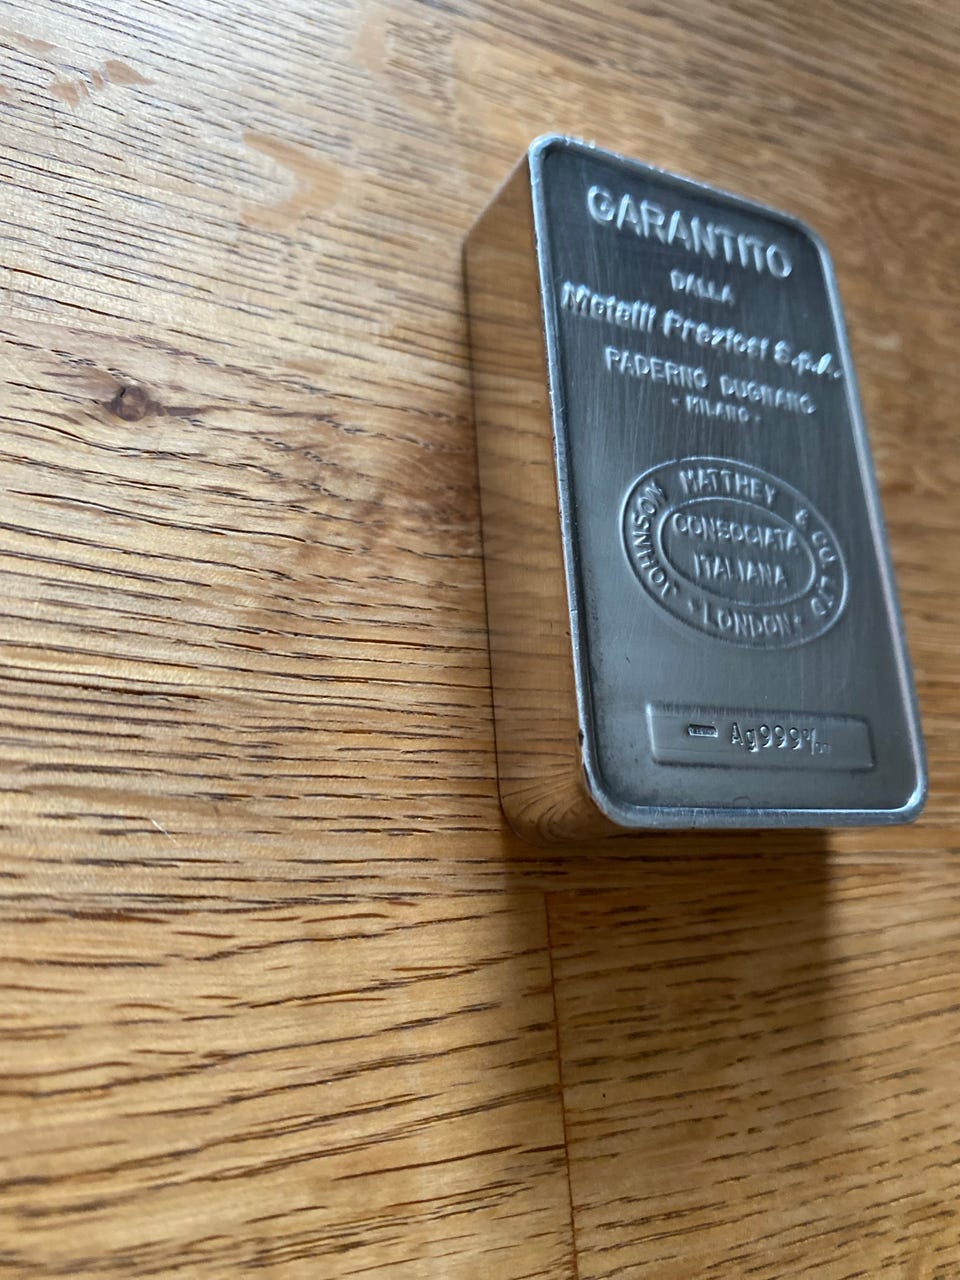 GARANTITO
DALLA
Metalli Preziosi S.p.A.
PADERNO DUGNANO
- MILANO -
JOHNSON MATTHEY & CO. LTD
* LONDON *
CONSOCIATA
ITALIANA
Ag999‰